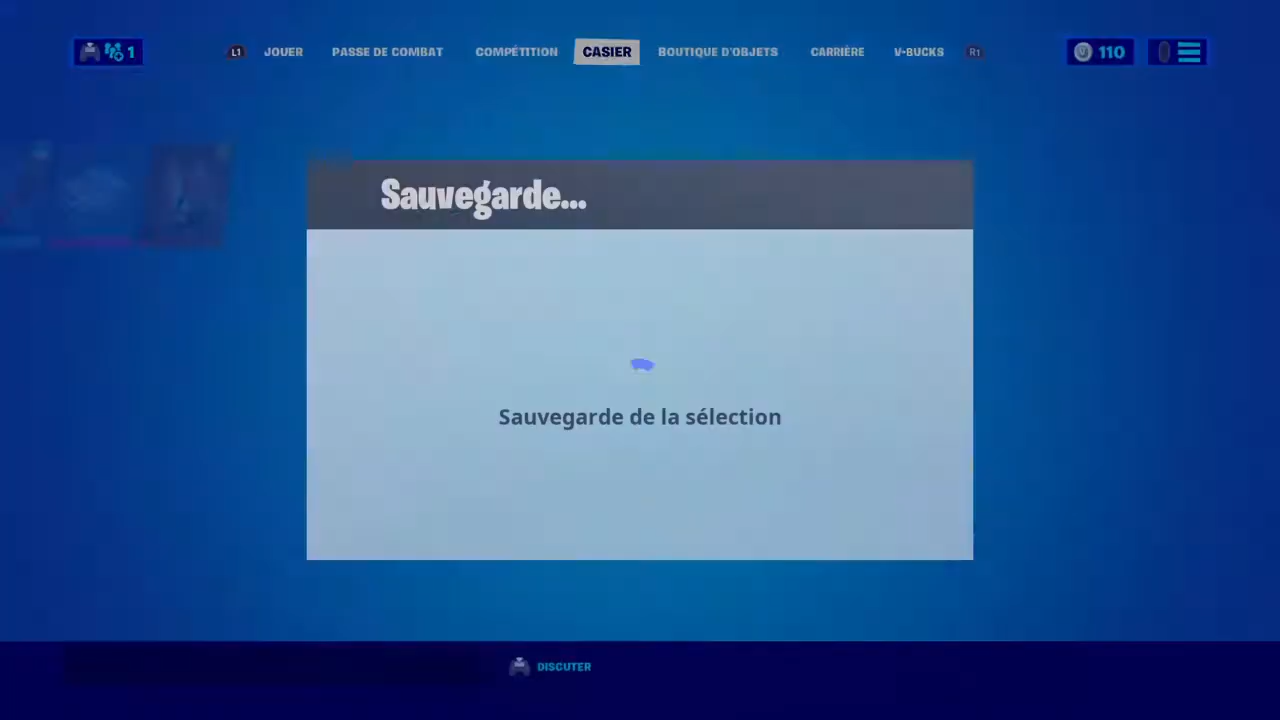 1
L1
JOUER
PASSE DE COMBAT
COMPÉTITION
CASIER
BOUTIQUE D'OBJETS
CARRIÈRE
V-BUCKS
R1
110
Sauvegarde...
Sauvegarde de la sélection
DISCUTER